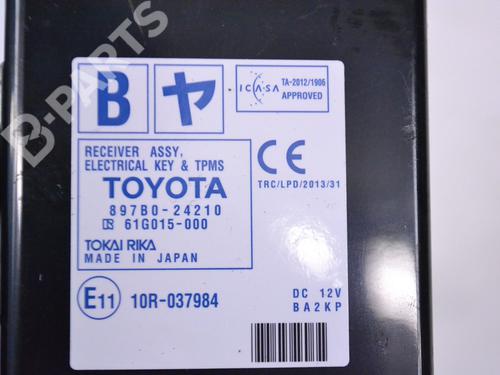 B-PARTS
B ヤ
ICASA TA-2012/1906
APPROVED
RECEIVER ASSY,
ELECTRICAL KEY & TPMS
CE
TRC/LPD/2013/31
TOYOTA
897B0-24210
DS 61G015-000
TOKAI RIKA
MADE IN JAPAN
E11 10R-037984
DC 12V
BA2KP